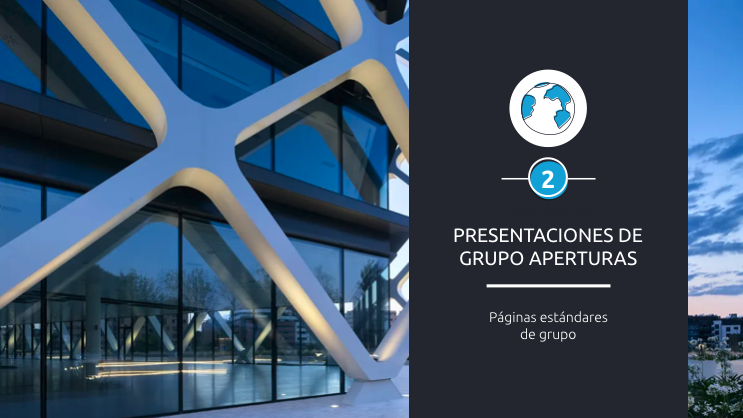 2
PRESENTACIONES DE
GRUPO APERTURAS
Páginas estándares
de grupo